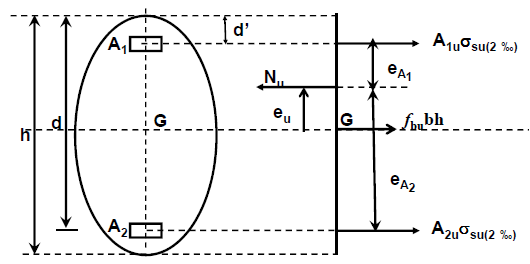 d’
A1
A1uσsu(2 ‰)
eA1
Nu
h
d
G
eu
G
fbubh
eA2
A2
A2uσsu(2 ‰)